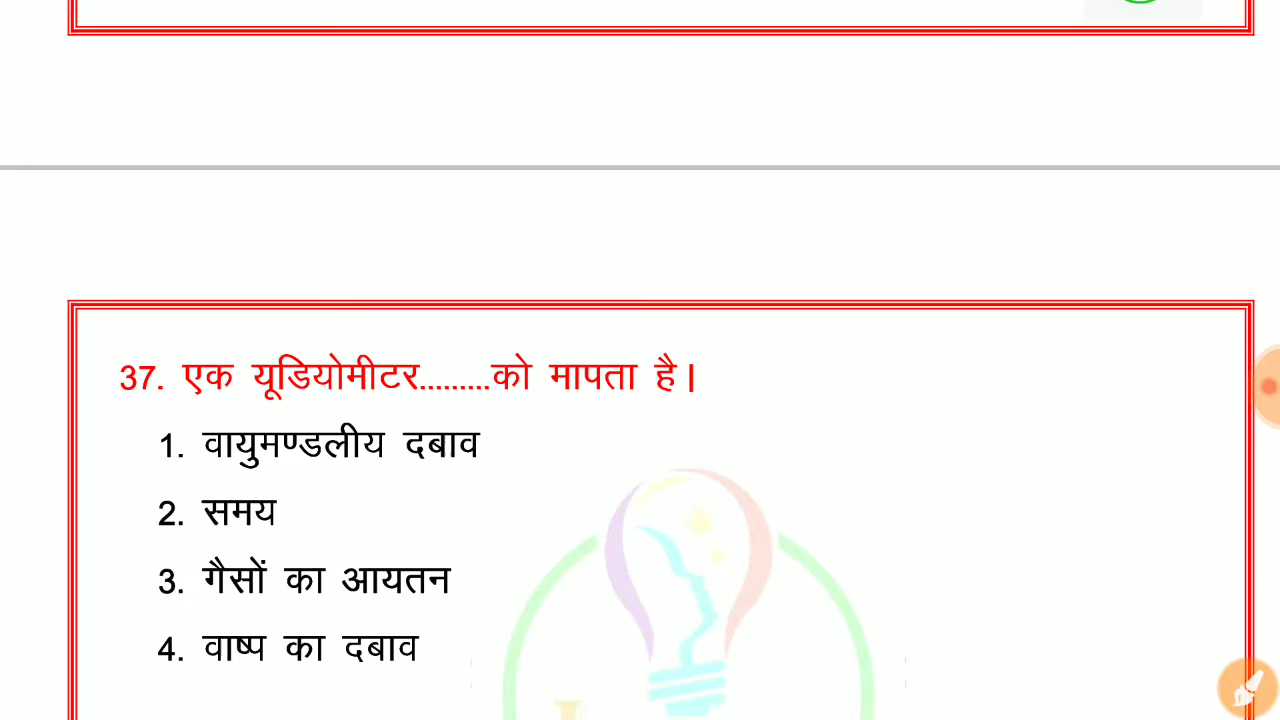 37. एक यूडियोमीटर.........को मापता है।
1. वायुमण्डलीय दबाव
2. समय
3. गैसों का आयतन
4. वाष्प का दबाव